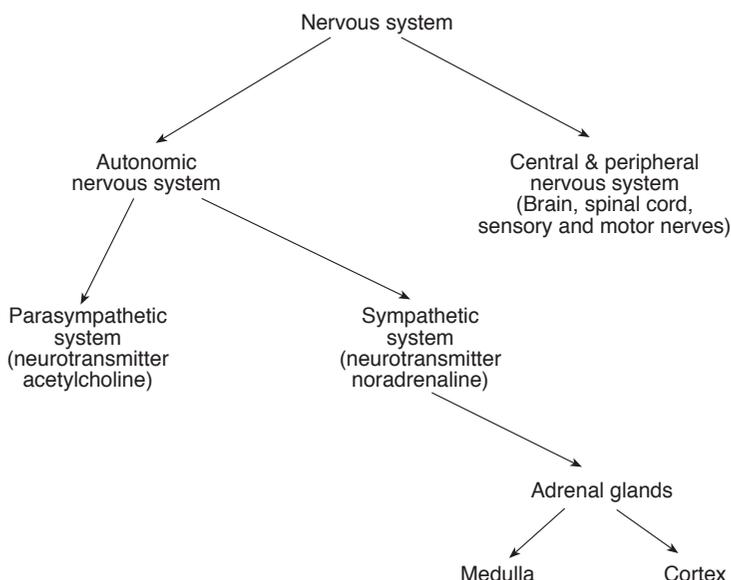 Nervous system
Autonomic
nervous system
Central & peripheral
nervous system
(Brain, spinal cord,
sensory and motor nerves)
Parasympathetic
system
(neurotransmitter
acetylcholine)
Sympathetic
system
(neurotransmitter
noradrenaline)
Adrenal glands
Medulla
Cortex